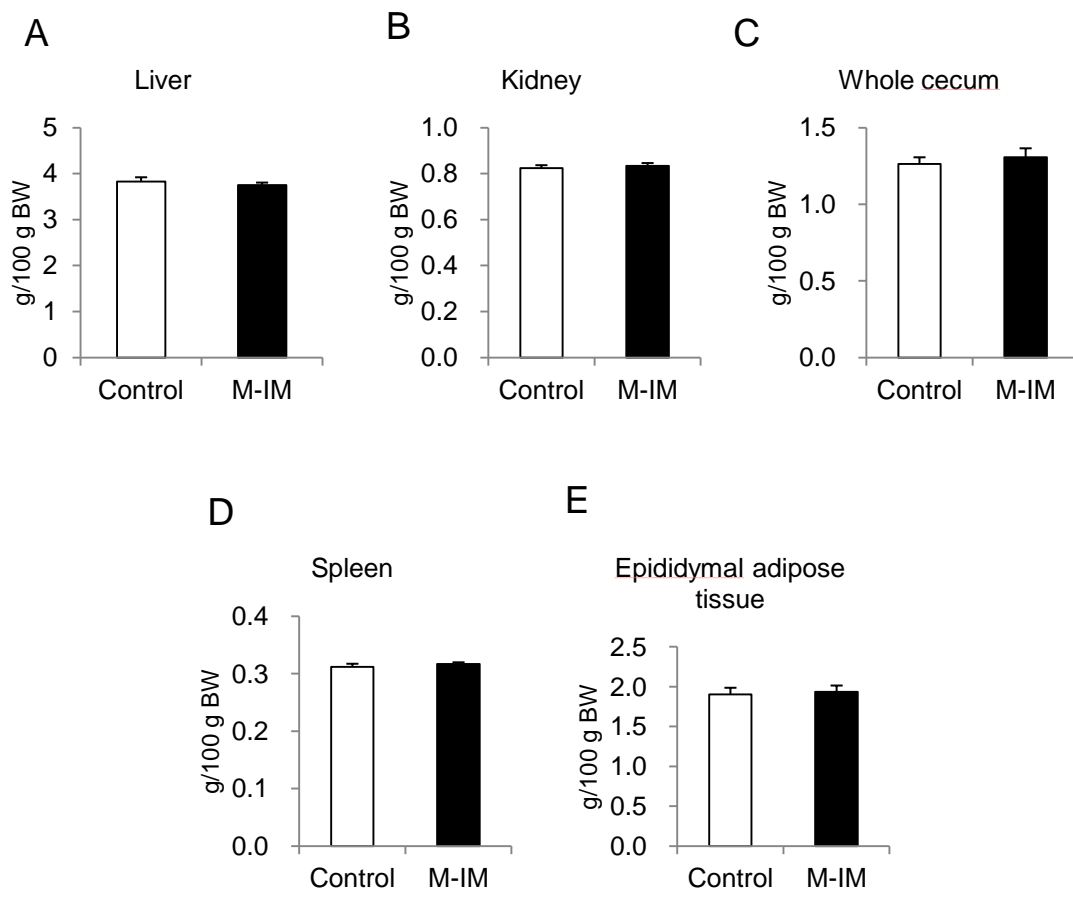 A
Liver
g/100 g BW
5
4
3
2
1
0
Control M-IM
B
Kidney
g/100 g BW
1.0
0.8
0.6
0.4
0.2
0.0
Control M-IM
C
Whole cecum
g/100 g BW
1.5
1.0
0.5
0.0
Control M-IM
D
Spleen
g/100 g BW
0.4
0.3
0.2
0.1
0.0
Control M-IM
E
Epididymal adipose
tissue
g/100 g BW
2.5
2.0
1.5
1.0
0.5
0.0
Control M-IM